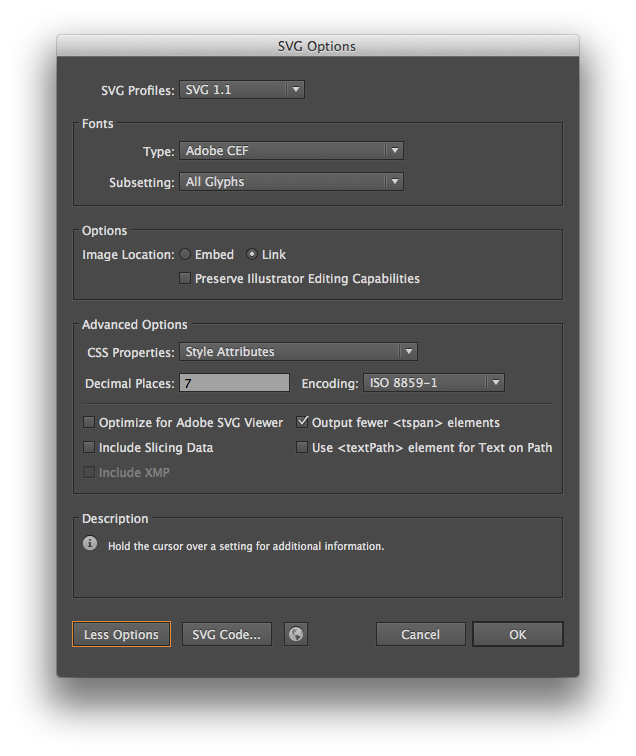 SVG Options
SVG Profiles: SVG 1.1
Fonts
Type: Adobe CEF
Subsetting: All Glyphs
Options
Image Location: Embed Link
Preserve Illustrator Editing Capabilities
Advanced Options
CSS Properties: Style Attributes
Decimal Places: 7 Encoding: ISO 8859-1
Optimize for Adobe SVG Viewer Output fewer <tspan> elements
Include Slicing Data Use <textPath> element for Text on Path
Include XMP
Description
Hold the cursor over a setting for additional information.
Less Options SVG Code... Cancel OK